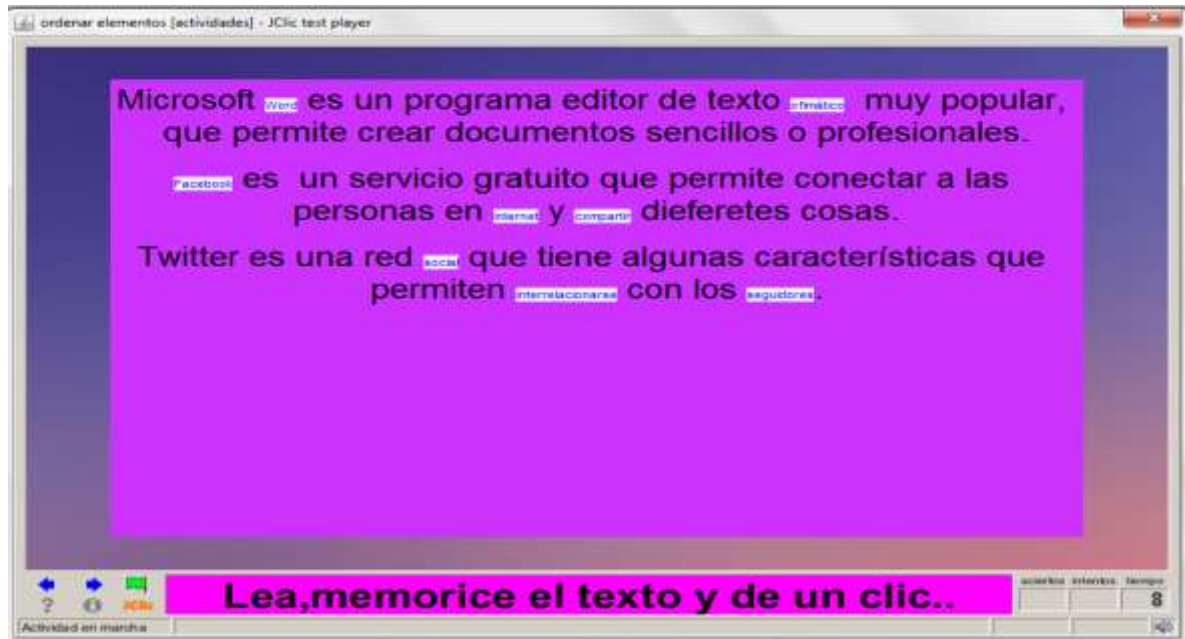 ordenar elementos [actividades] - JClic test player
Microsoft Word es un programa editor de texto ofimático muy popular,
que permite crear documentos sencillos o profesionales.
Facebook es un servicio gratuito que permite conectar a las
personas en internet y compartir dieferetes cosas.
Twitter es una red social que tiene algunas características que
permiten interrelacionarse con los seguidores.
Lea,memorice el texto y de un clic..
aciertos intentos tiempo
8
JClic
Actividad en marcha